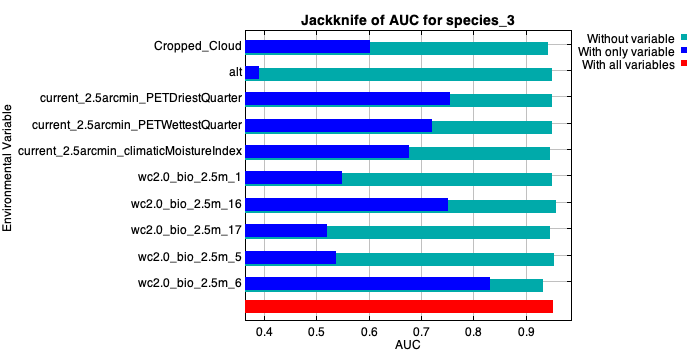 Jackknife of AUC for species_3
Without variable
With only variable
With all variables
Environmental Variable
Cropped_Cloud
alt
current_2.5arcmin_PETDriestQuarter
current_2.5arcmin_PETWettestQuarter
current_2.5arcmin_climaticMoistureIndex
wc2.0_bio_2.5m_1
wc2.0_bio_2.5m_16
wc2.0_bio_2.5m_17
wc2.0_bio_2.5m_5
wc2.0_bio_2.5m_6
0.4 0.5 0.6 0.7 0.8 0.9
AUC